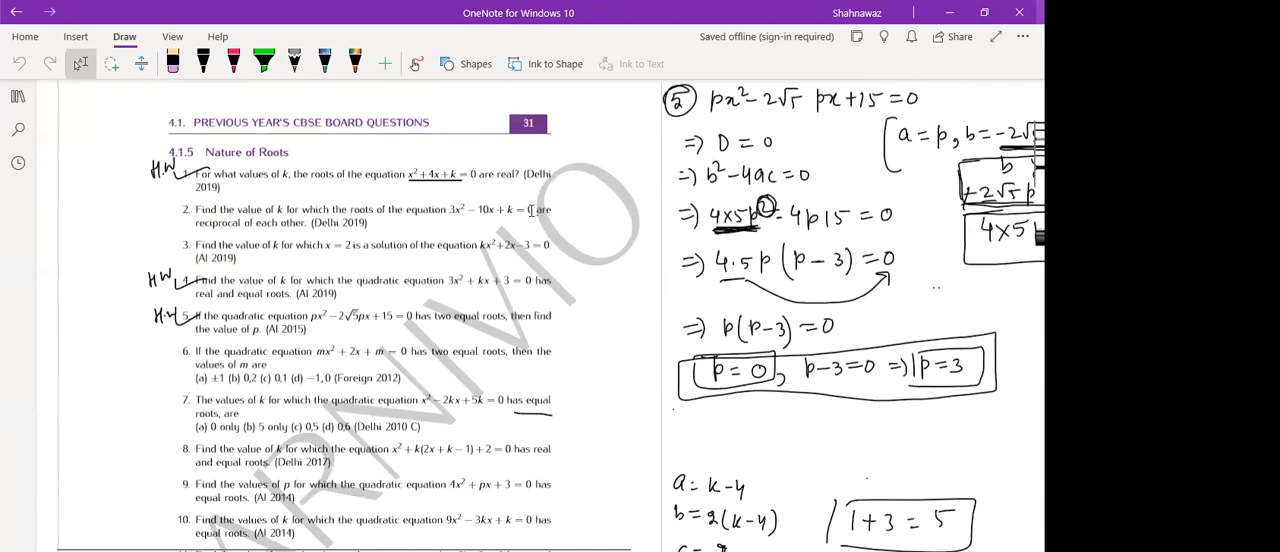 OneNote for Windows 10
Shahnawaz
Home Insert Draw View Help
Saved offline (sign-in required)
Share
Shapes
Ink to Shape
Ink to Text
4.1. PREVIOUS YEAR'S CBSE BOARD QUESTIONS 31
4.1.5 Nature of Roots
H.W 1. For what values of k, the roots of the equation x² + 4x + k = 0 are real? (Delhi
2019)
2. Find the value of k for which the roots of the equation 3x² − 10x + k = 0 are
reciprocal of each other. (Delhi 2019)
3. Find the value of k for which x = 2 is a solution of the equation kx² + 2x − 3 = 0.
(AI 2019)
HW 4. Find the value of k for which the quadratic equation 3x² + kx + 3 = 0 has
real and equal roots. (AI 2019)
H.W 5. If the quadratic equation px² − 2√5px + 15 = 0 has two equal roots, then find
the value of p. (AI 2015)
6. If the quadratic equation mx² + 2x + m = 0 has two equal roots, then the
values of m are
(a) ±1 (b) 0,2 (c) 0,1 (d) −1,0 (Foreign 2012)
7. The values of k for which the quadratic equation x² − 2kx + 5k = 0 has equal
roots, are
(a) 0 only (b) 5 only (c) 0,5 (d) 0,6 (Delhi 2010 C)
8. Find the value of k for which the equation x² + k(2x + k − 1) + 2 = 0 has real
and equal roots. (Delhi 2017)
9. Find the values of p for which the quadratic equation 4x² + px + 3 = 0 has
equal roots. (AI 2014)
10. Find the values of k for which the quadratic equation 9x² − 3kx + k = 0 has
equal roots. (AI 2014)
ARNIVIO
5 px² − 2√5 px + 15 = 0
⇒ D = 0
a = p, b = −2√5
⇒ b² − 4ac = 0
b
+2√5 p
⇒ 4×5p² − 4p15 = 0
4×5
⇒ 4.5p (p − 3) = 0
⇒ p(p−3) = 0
p = 0, p−3=0 ⇒ p=3
a = k−4
b = 2(k−4)
1+3 = 5